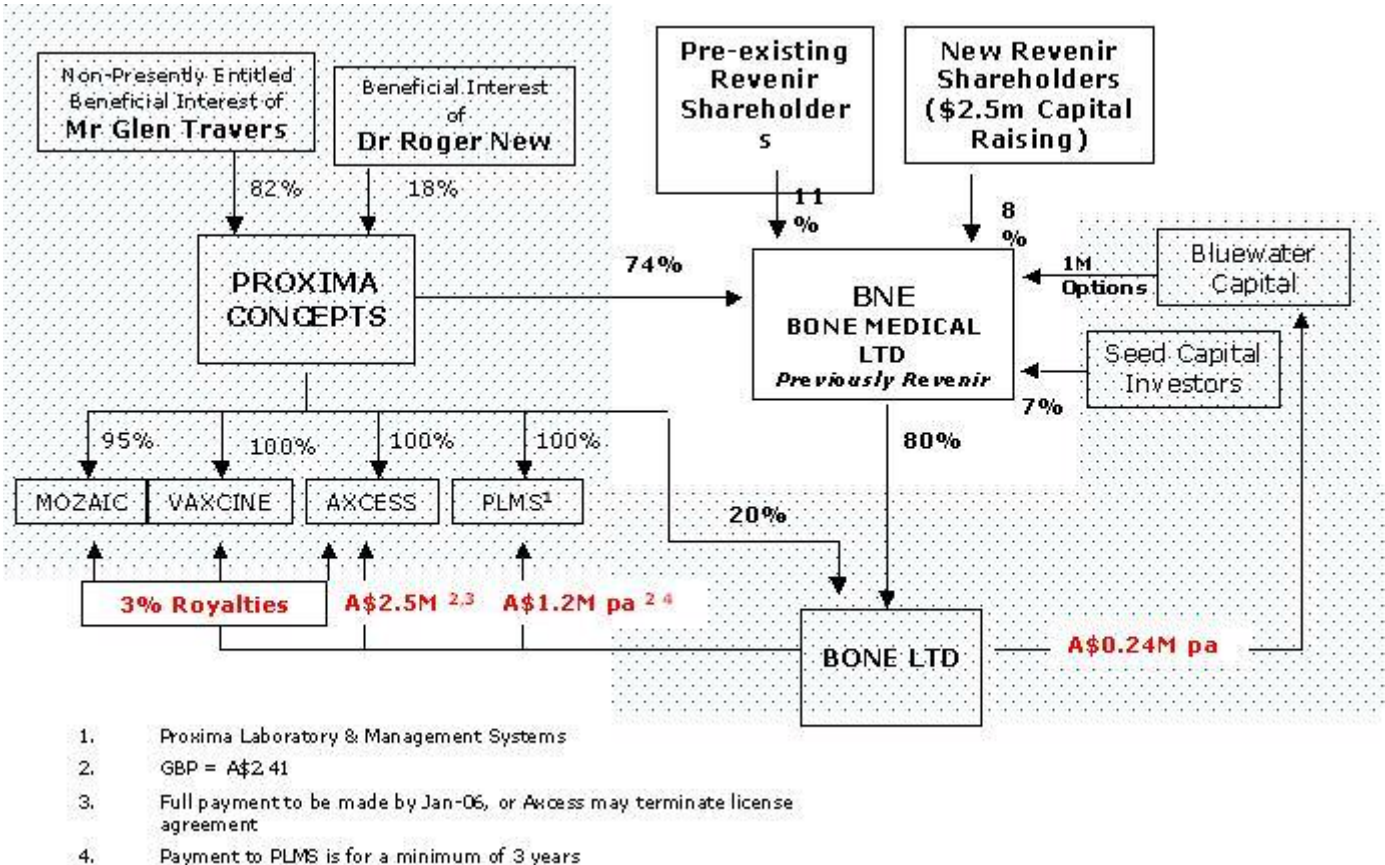 Non-Presently Entitled
Beneficial Interest of
Mr Glen Travers
Beneficial Interest
of
Dr Roger New
Pre-existing
Revenir
Shareholder
s
New Revenir
Shareholders
($2.5m Capital
Raising)
82%
18%
11
%
8
%
PROXIMA
CONCEPTS
74%
BNE
BONE MEDICAL
LTD
Previously Revenir
1M
Options
Bluewater
Capital
Seed Capital
Investors
7%
95%
100%
100%
100%
80%
MOZAIC
VAXCINE
AXCESS
PLMS¹
20%
3% Royalties
A$2.5M ²,³
A$1.2M pa ² ⁴
BONE LTD
A$0.24M pa
1. Proxima Laboratory & Management Systems
2. GBP = A$2.41
3. Full payment to be made by Jan-06, or Axcess may terminate license
agreement
4. Payment to PLMS is for a minimum of 3 years